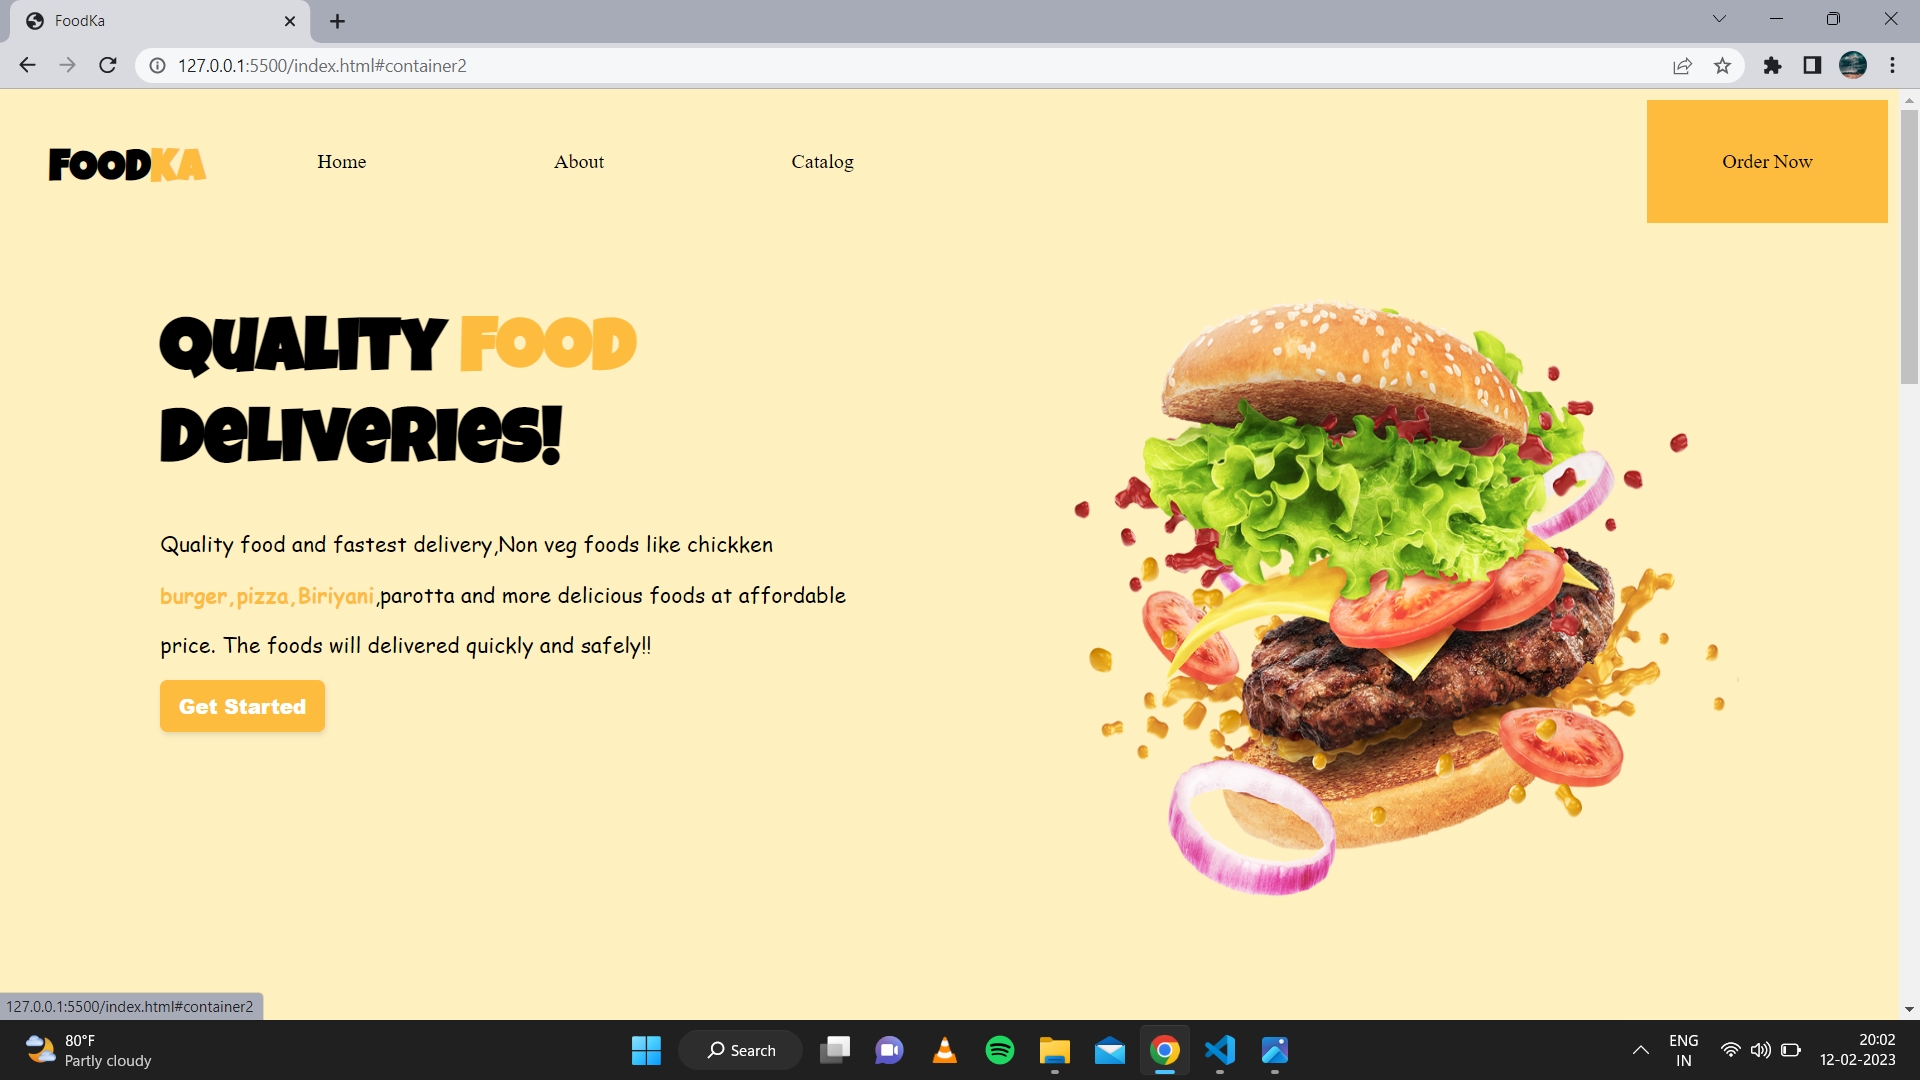 FoodKa
127.0.0.1:5500/index.html#container2
FOODKA
Home
About
Catalog
Order Now
QUALITY FOOD
DELIVERIES!
Quality food and fastest delivery,Non veg foods like chickken
burger,pizza,Biriyani,parotta and more delicious foods at affordable
price. The foods will delivered quickly and safely!!
Get Started
127.0.0.1:5500/index.html#container2
80°F
Partly cloudy
Search
ENG
IN
20:02
12-02-2023